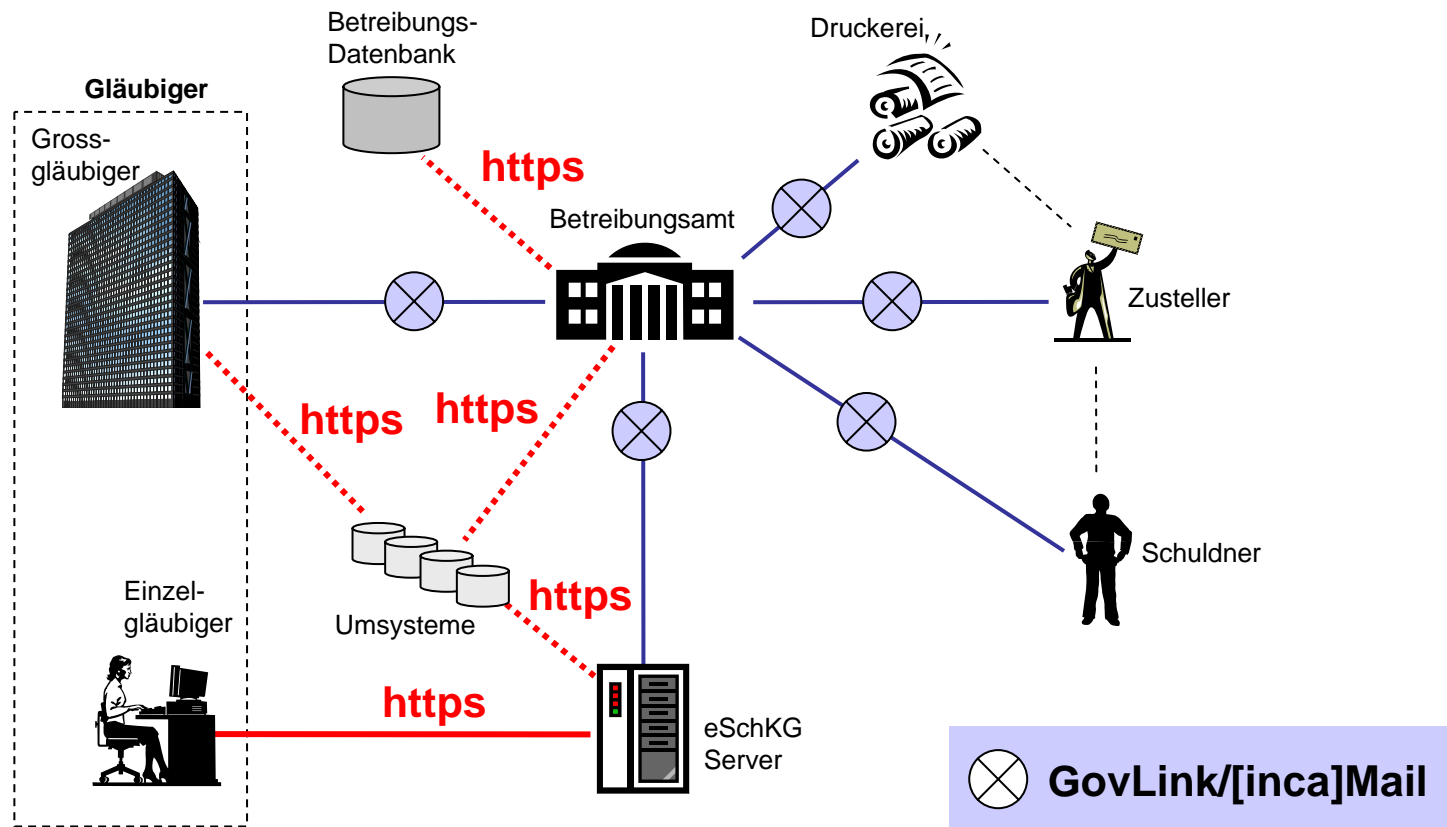 Betreibungs-
Datenbank
Druckerei
Gläubiger
Gross-
gläubiger
https
Betreibungsamt
Zusteller
https
https
Schuldner
Einzel-
gläubiger
Umsysteme
https
https
eSchKG
Server
GovLink/[inca]Mail